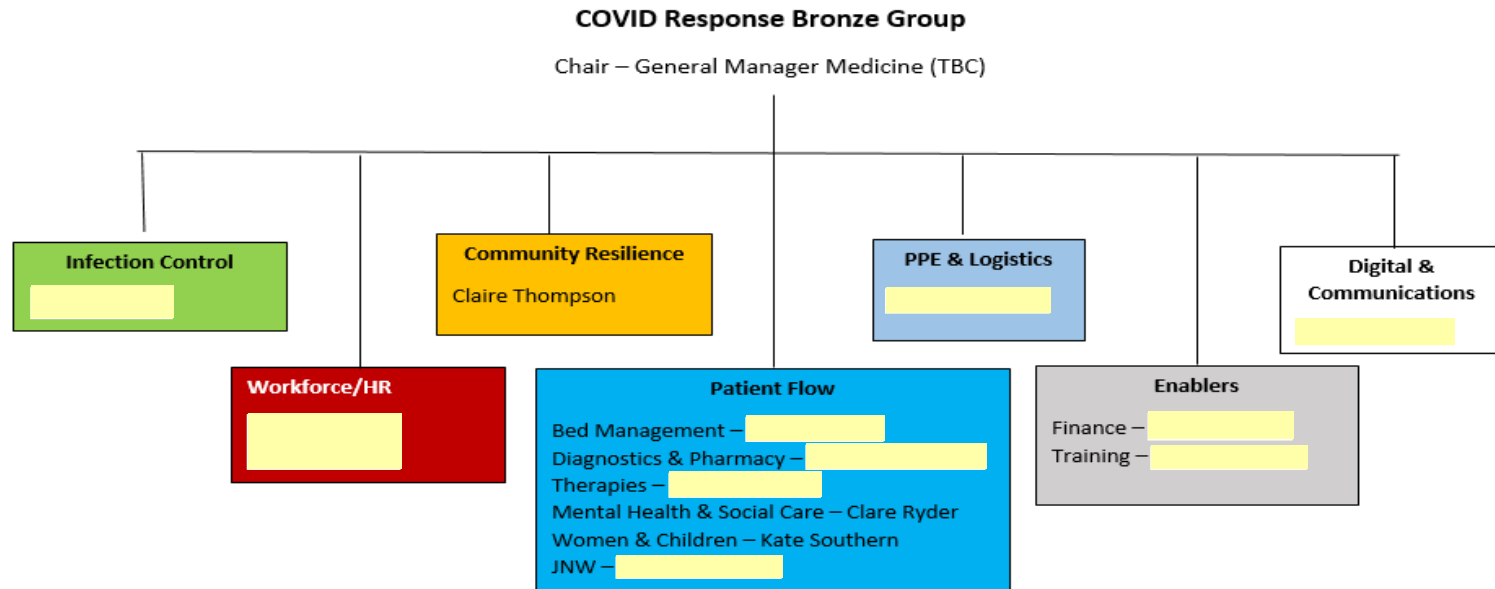 COVID Response Bronze Group
Chair – General Manager Medicine (TBC)
Infection Control
Community Resilience
Claire Thompson
PPE & Logistics
Digital &
Communications
Workforce/HR
Patient Flow
Bed Management –
Diagnostics & Pharmacy –
Therapies –
Mental Health & Social Care – Clare Ryder
Women & Children – Kate Southern
JNW –
Enablers
Finance –
Training –